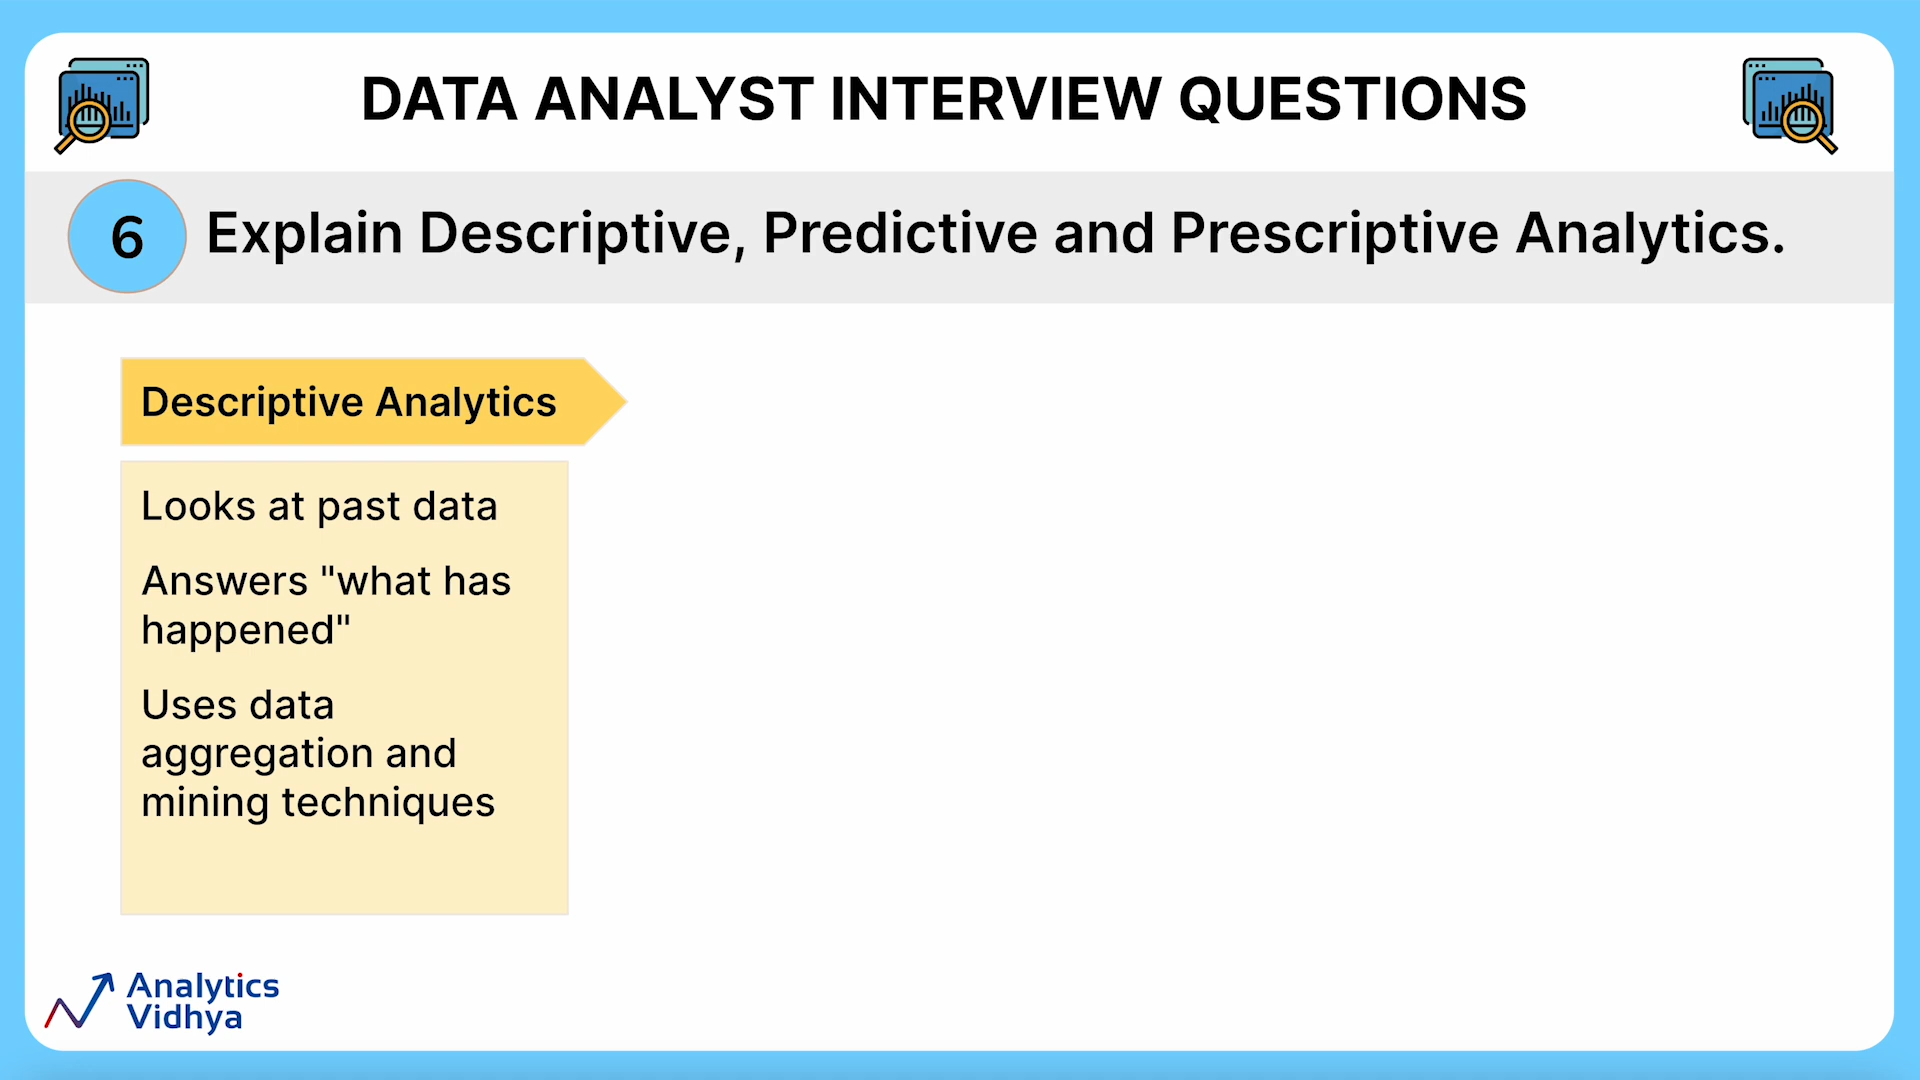 DATA ANALYST INTERVIEW QUESTIONS
6 Explain Descriptive, Predictive and Prescriptive Analytics.
Descriptive Analytics
Looks at past data
Answers "what has
happened"
Uses data
aggregation and
mining techniques
Analytics
Vidhya